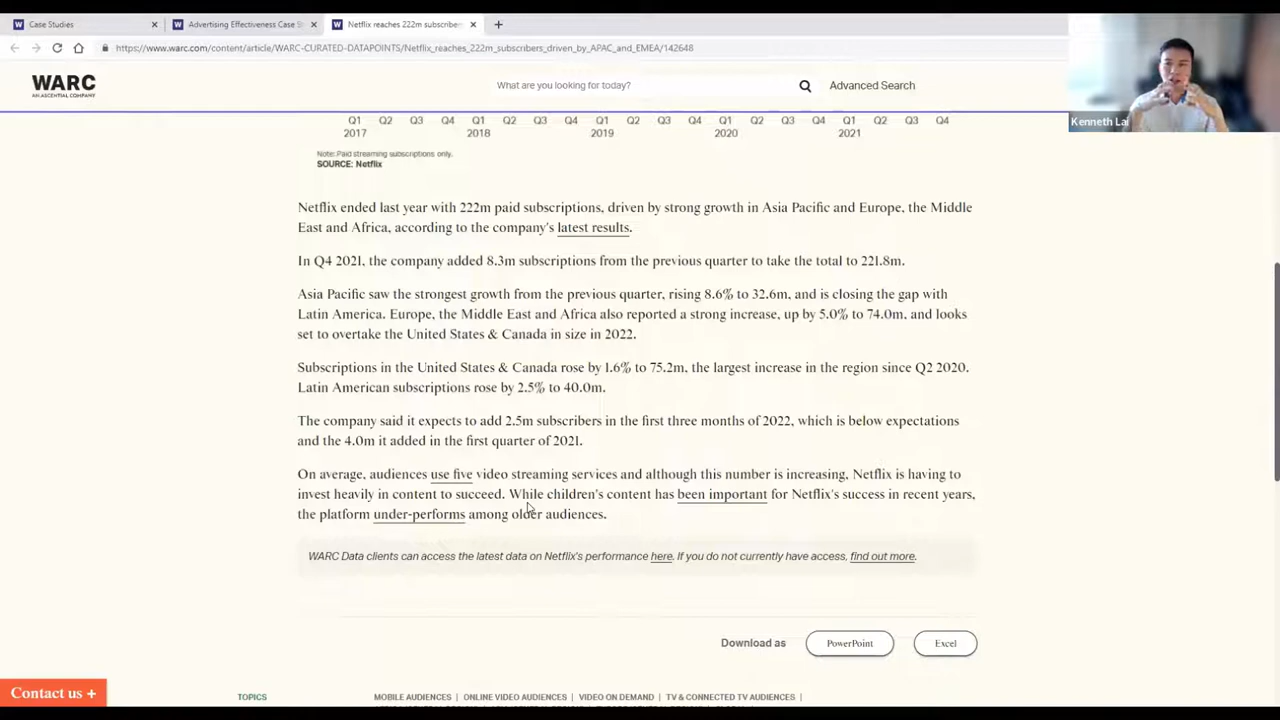 Case Studies
Advertising Effectiveness Case S
Netflix reaches 222m subscriber
https://www.warc.com/content/article/WARC-CURATED-DATAPOINTS/Netflix_reaches_222m_subscribers_driven_by_APAC_and_EMEA/142648
WARC
AN ASCENTIAL COMPANY
What are you looking for today?
Advanced Search
Kenneth Lai
Q1 Q2 Q3 Q4 Q1 Q2 Q3 Q4 Q1 Q2 Q3 Q4 Q1 Q2 Q3 Q4 Q1 Q2 Q3 Q4
2017 2018 2019 2020 2021
Note: Paid streaming subscriptions only.
SOURCE: Netflix
Netflix ended last year with 222m paid subscriptions, driven by strong growth in Asia Pacific and Europe, the Middle
East and Africa, according to the company's latest results.
In Q4 2021, the company added 8.3m subscriptions from the previous quarter to take the total to 221.8m.
Asia Pacific saw the strongest growth from the previous quarter, rising 8.6% to 32.6m, and is closing the gap with
Latin America. Europe, the Middle East and Africa also reported a strong increase, up by 5.0% to 74.0m, and looks
set to overtake the United States & Canada in size in 2022.
Subscriptions in the United States & Canada rose by 1.6% to 75.2m, the largest increase in the region since Q2 2020.
Latin American subscriptions rose by 2.5% to 40.0m.
The company said it expects to add 2.5m subscribers in the first three months of 2022, which is below expectations
and the 4.0m it added in the first quarter of 2021.
On average, audiences use five video streaming services and although this number is increasing, Netflix is having to
invest heavily in content to succeed. While children's content has been important for Netflix's success in recent years,
the platform under-performs among older audiences.
WARC Data clients can access the latest data on Netflix's performance here. If you do not currently have access, find out more.
Download as
PowerPoint
Excel
Contact us +
TOPICS
MOBILE AUDIENCES | ONLINE VIDEO AUDIENCES | VIDEO ON DEMAND | TV & CONNECTED TV AUDIENCES |